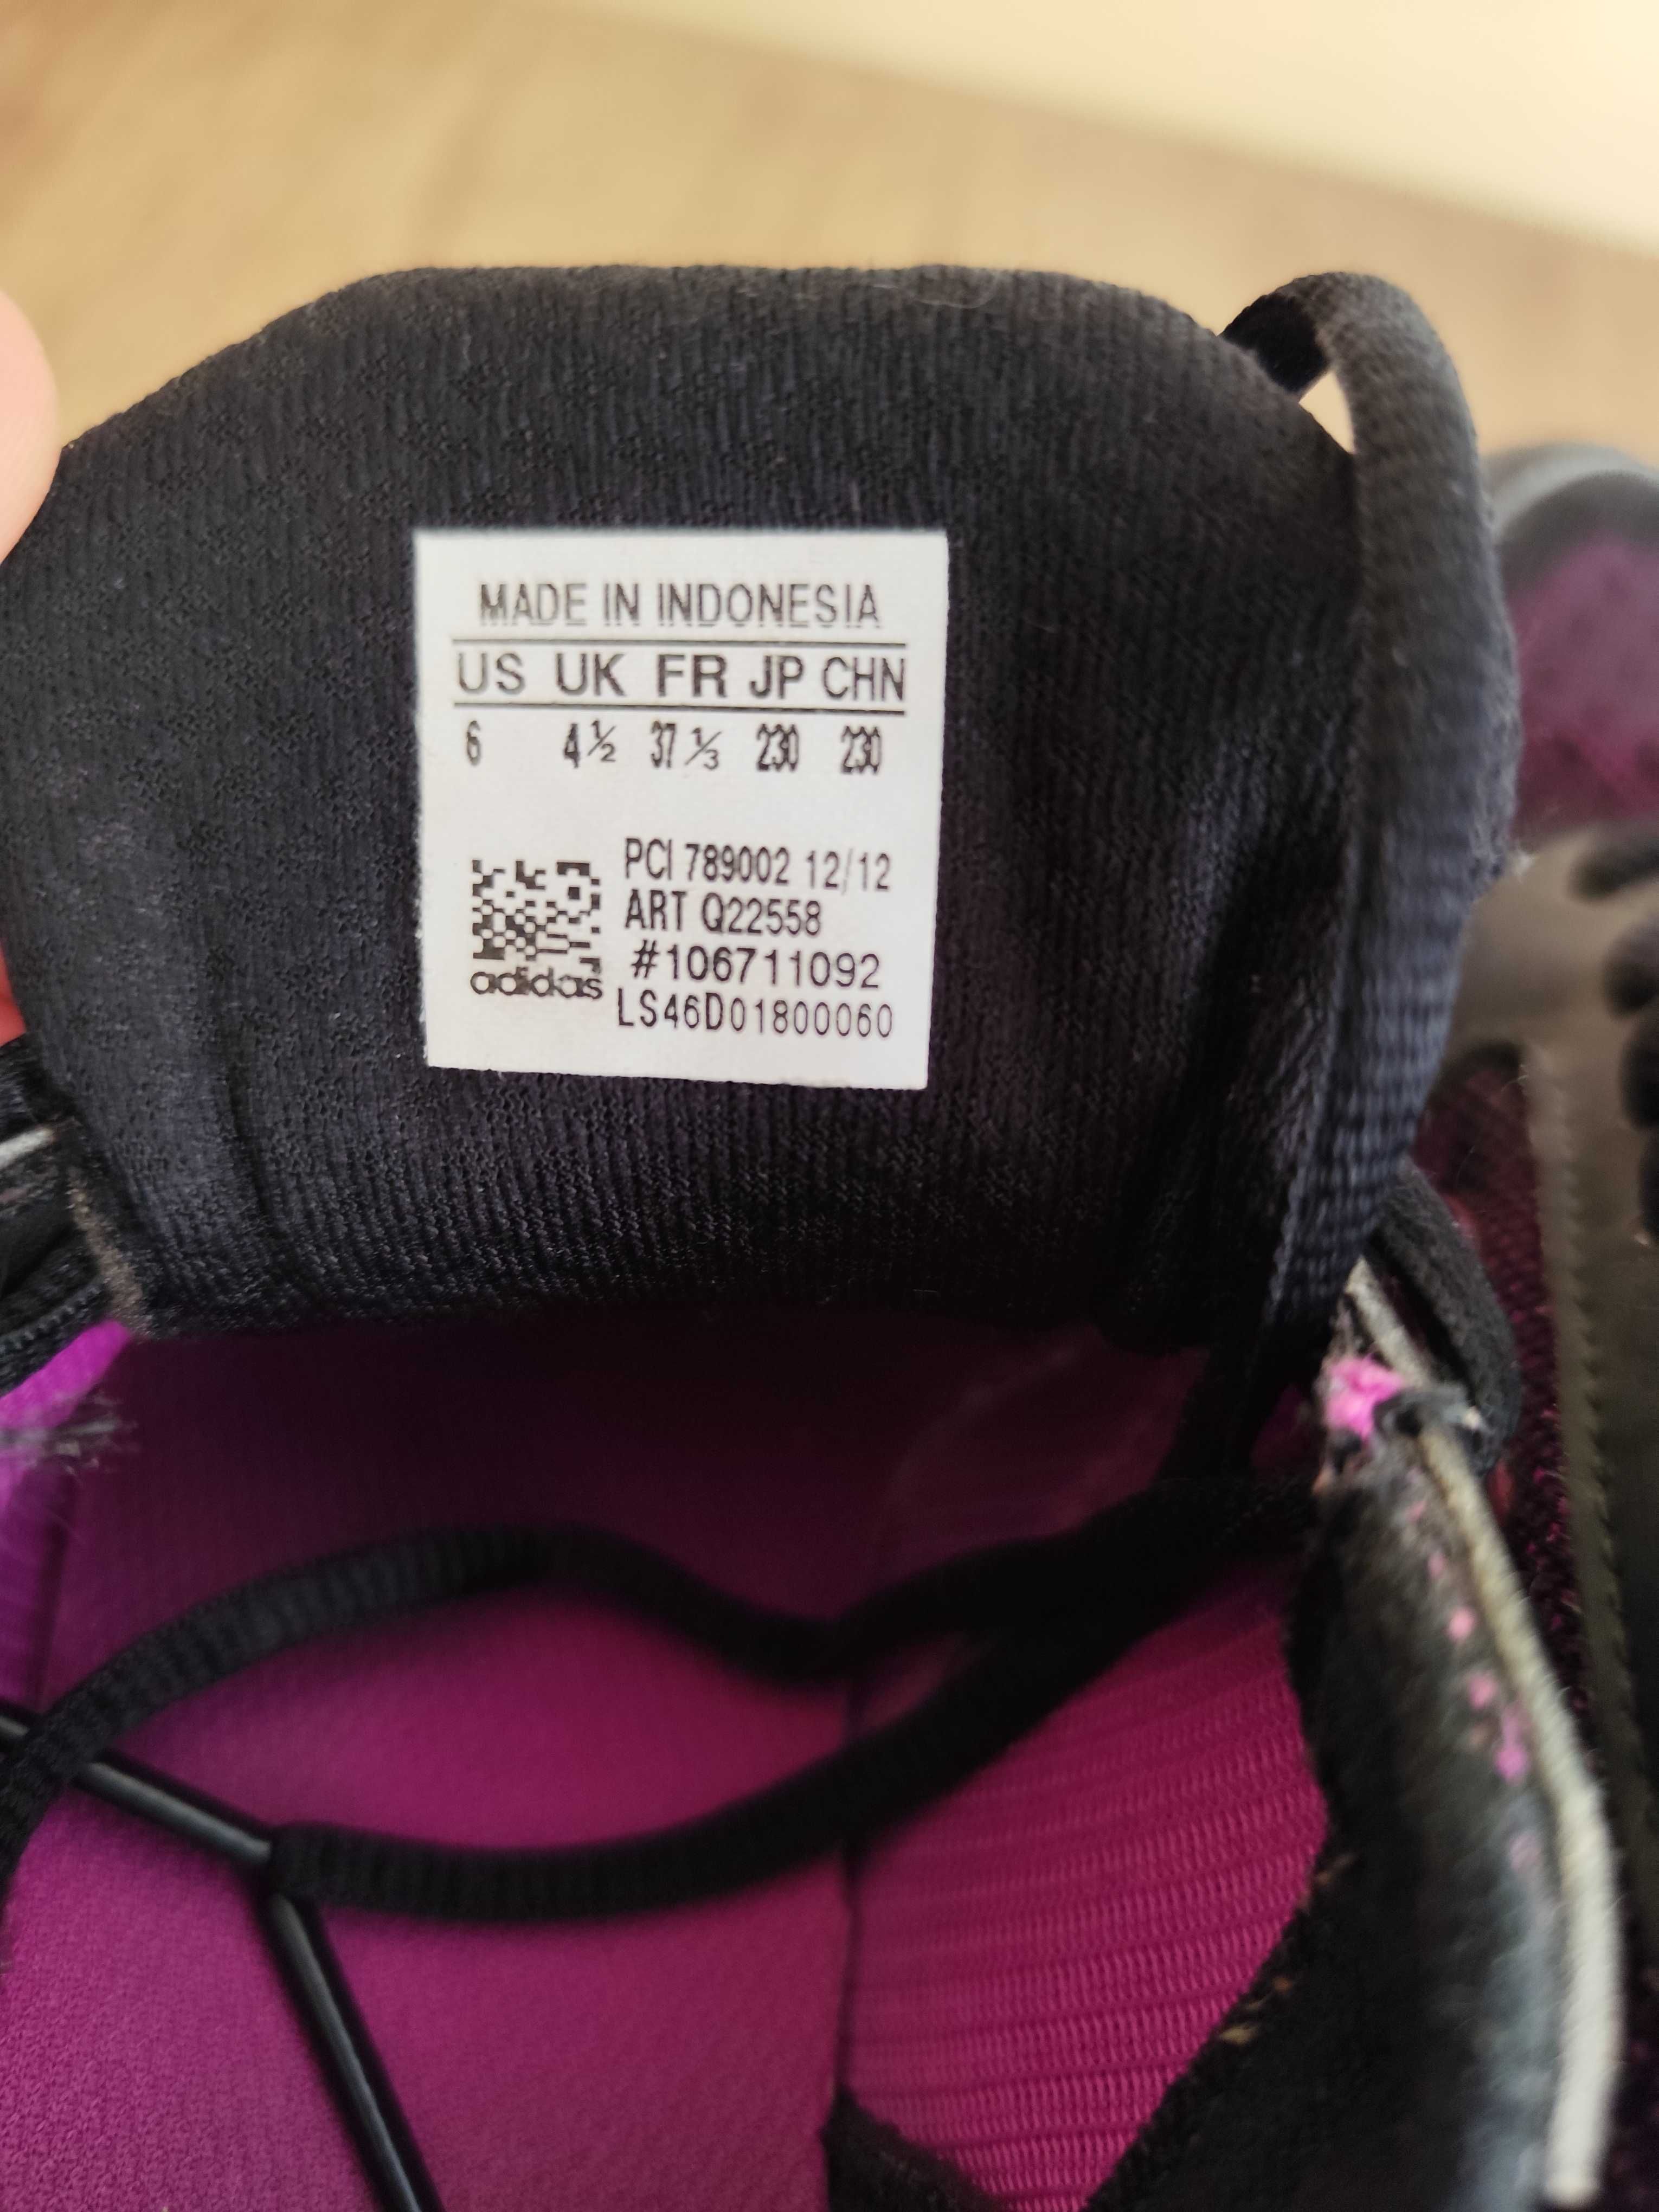 MADE IN INDONESIA
US UK FR JP CHN
6 4½ 37⅓ 230 230
PCI 789002 12/12
ART Q22558
#106711092
adidas
LS46D01800060